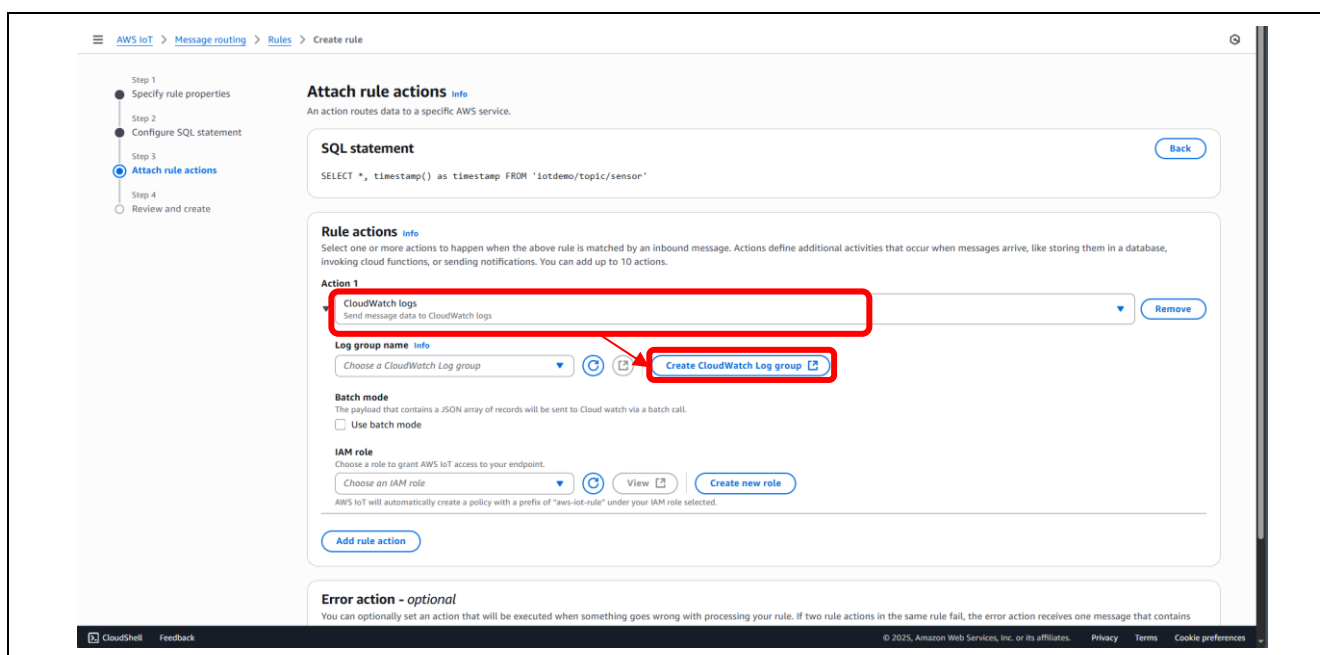 AWS IoT > Message routing > Rules > Create rule
Step 1
Specify rule properties
Step 2
Configure SQL statement
Step 3
Attach rule actions
Step 4
Review and create
Attach rule actions Info
An action routes data to a specific AWS service.
SQL statement
Back
SELECT *, timestamp() as timestamp FROM 'iotdemo/topic/sensor'
Rule actions Info
Select one or more actions to happen when the above rule is matched by an inbound message. Actions define additional activities that occur when messages arrive, like storing them in a database,
invoking cloud functions, or sending notifications. You can add up to 10 actions.
Action 1
CloudWatch logs
Send message data to CloudWatch logs
Remove
Log group name Info
Choose a CloudWatch Log group
Create CloudWatch Log group
Batch mode
The payload that contains a JSON array of records will be sent to Cloud watch via a batch call.
Use batch mode
IAM role
Choose a role to grant AWS IoT access to your endpoint.
Choose an IAM role
View
Create new role
AWS IoT will automatically create a policy with a prefix of "aws-iot-rule" under your IAM role selected.
Add rule action
Error action - optional
You can optionally set an action that will be executed when something goes wrong with processing your rule. If two rule actions in the same rule fail, the error action receives one message that contains
CloudShell Feedback © 2025, Amazon Web Services, Inc. or its affiliates. Privacy Terms Cookie preferences